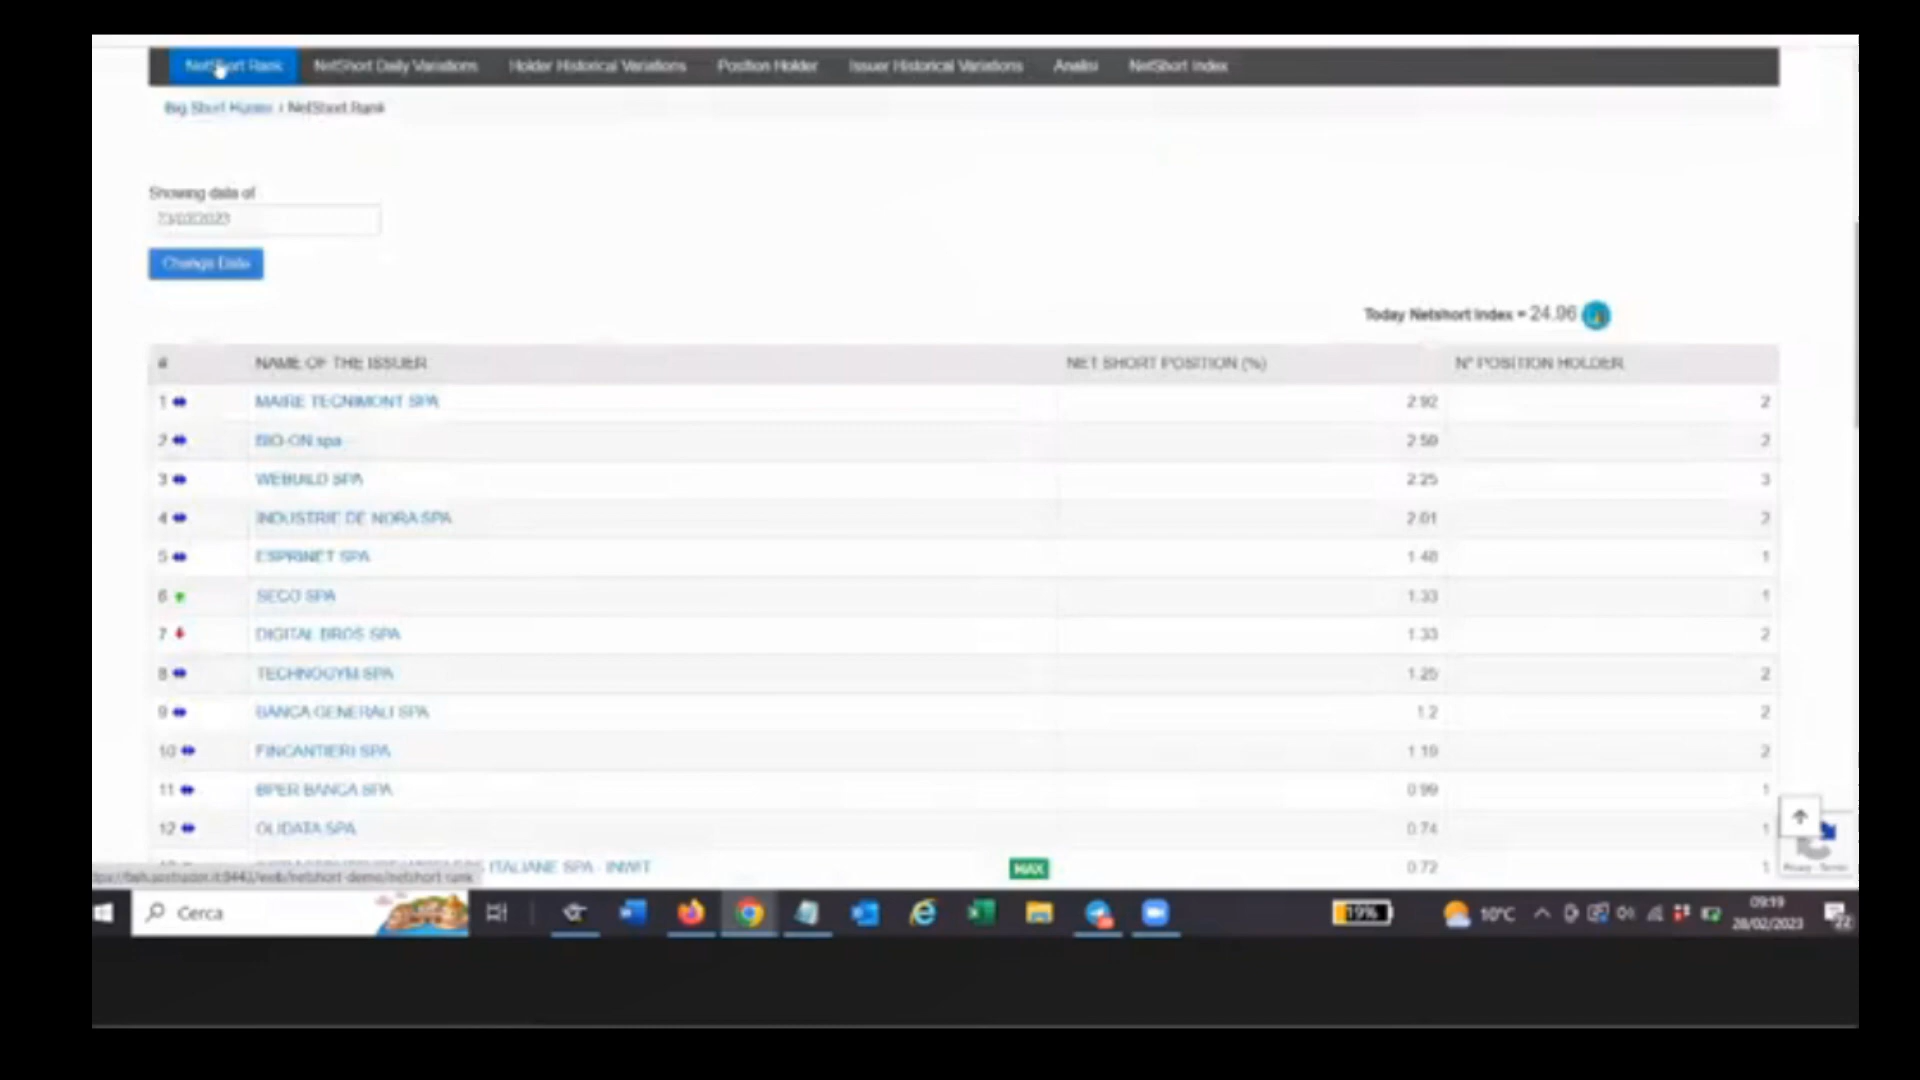 NetShort Rank NetShort Daily Variations Holder Historical Variations Position Holder Issuer Historical Variations Analisi NetShort Index
Big Short Hunter / NetShort Rank
Showing data of
23/02/2023
Change Date
Today Netshort Index = 24.96
# NAME OF THE ISSUER NET SHORT POSITION (%) N° POSITION HOLDER
1 MAIRE TECNIMONT SPA 2.92 2
2 BIO-ON spa 2.59 2
3 WEBUILD SPA 2.25 3
4 INDUSTRIE DE NORA SPA 2.01 2
5 ESPRINET SPA 1.48 1
6 SECO SPA 1.33 1
7 DIGITAL BROS SPA 1.33 2
8 TECHNOGYM SPA 1.25 2
9 BANCA GENERALI SPA 1.2 2
10 FINCANTIERI SPA 1.19 2
11 BPER BANCA SPA 0.99 1
12 OLIDATA SPA 0.74 1
ITALIANE SPA - INWIT MAX 0.72 1
Privacy - Terms
Cerca 19% 10°C 09:19
28/02/2023
22